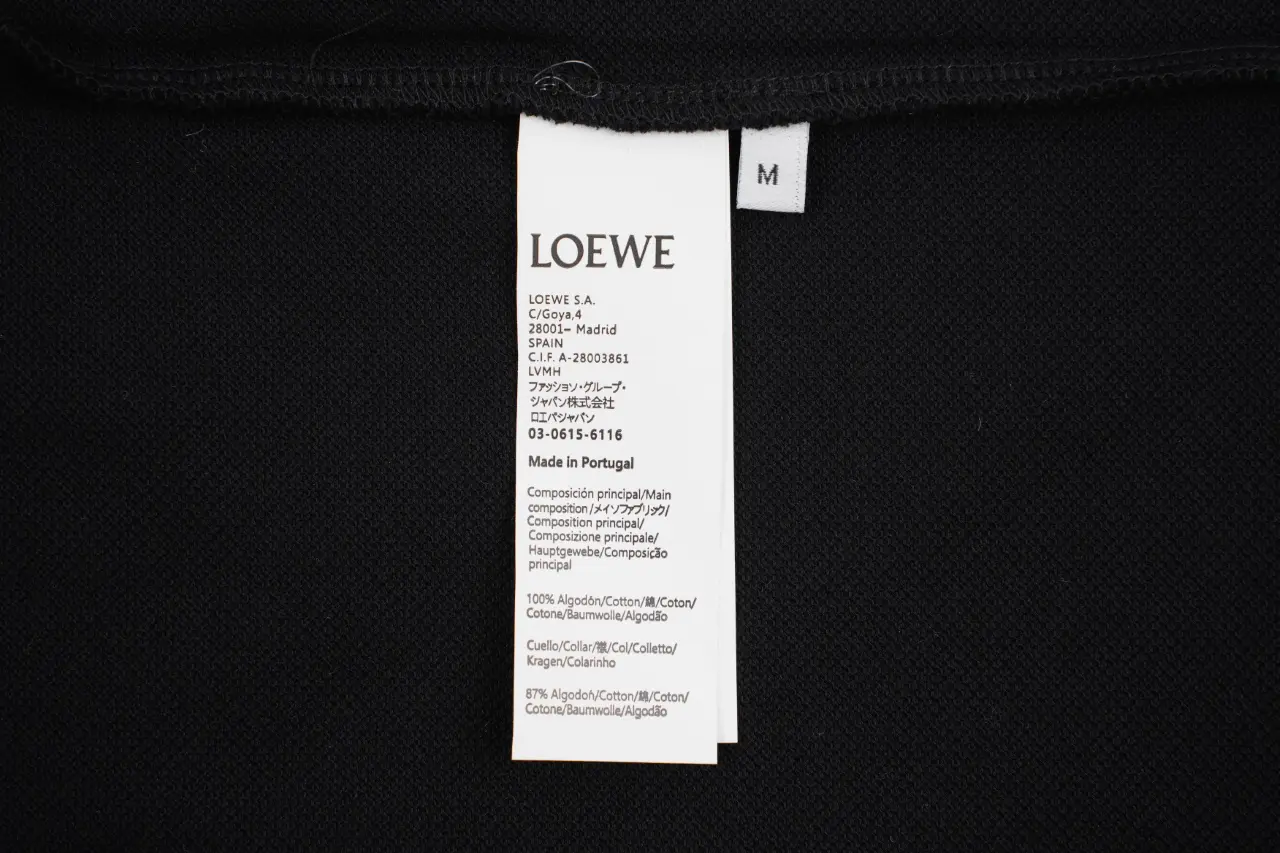 M
LOEWE
LOEWE S.A.
C/Goya,4
28001– Madrid
SPAIN
C.I.F. A-28003861
LVMH
ファッション・グループ・
ジャパン株式会社
ロエパジャパン
03-0615-6116
Made in Portugal
Composición principal/Main
composition/メイソファブリック/
Composition principal/
Composizione principale/
Hauptgewebe/Composição
principal
100% Algodón/Cotton/綿/Coton/
Cotone/Baumwolle/Algodão
Cuello/Collar/襟/Col/Colletto/
Kragen/Colarinho
87% Algodón/Cotton/綿/Coton/
Cotone/Baumwolle/Algodão